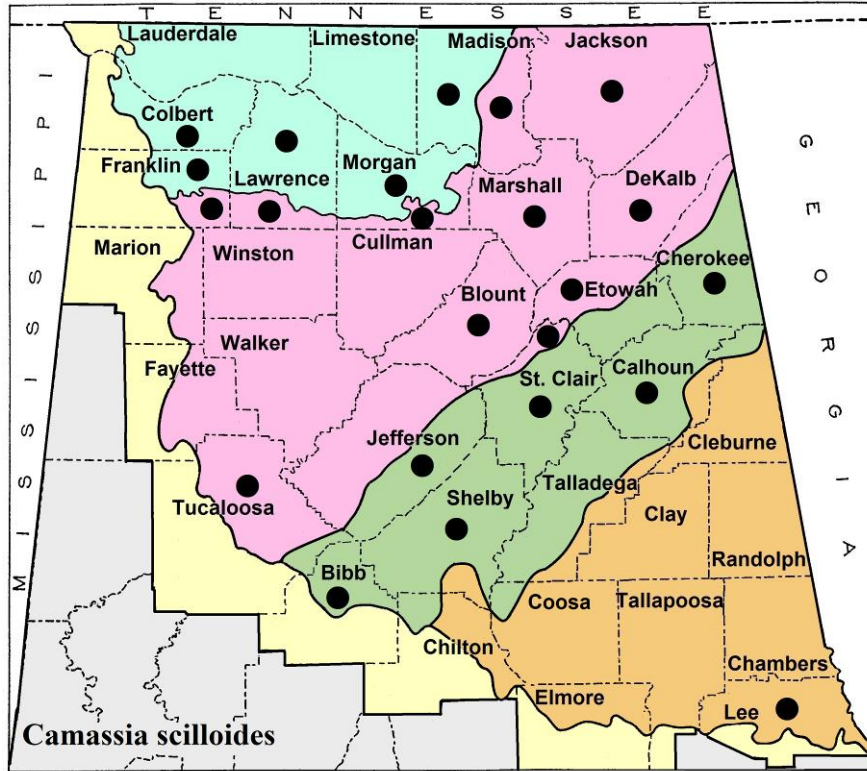 T E N N E S S E E
Lauderdale Limestone Madison Jackson
Colbert
Franklin Lawrence Morgan Marshall DeKalb
Marion Winston Cullman Cherokee
Blount Etowah
Walker
Fayette St. Clair Calhoun
Jefferson Cleburne
Tucaloosa Shelby Talladega
Clay
Randolph
Bibb Coosa Tallapoosa
Chilton Chambers
Elmore Lee
M I S S I S S I P P I
G E O R G I A
Camassia scilloides